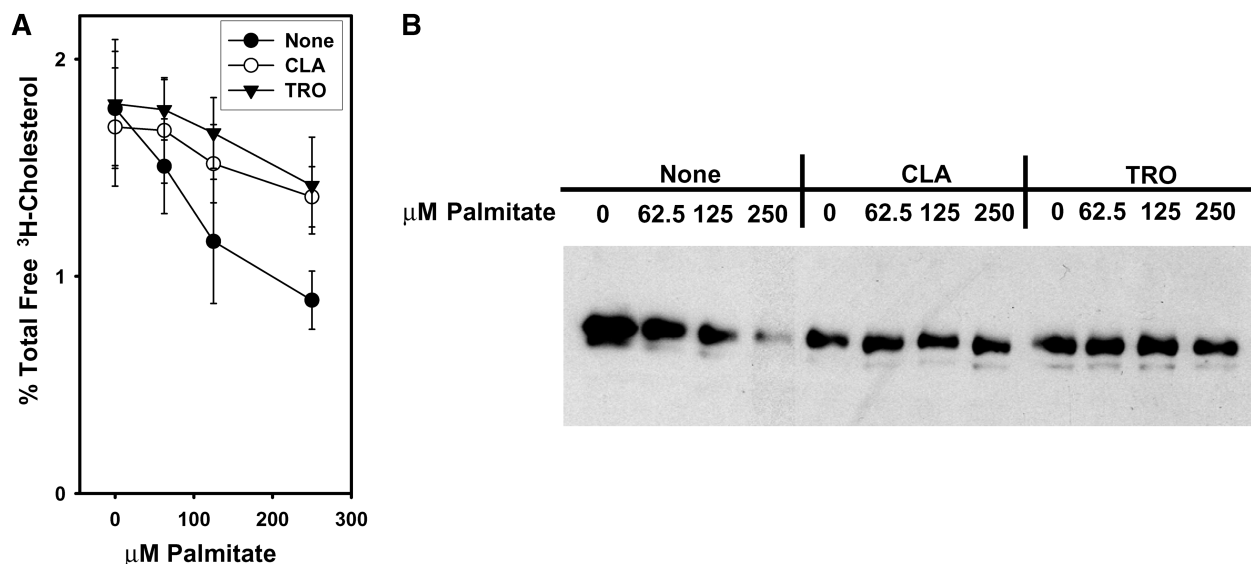 A
% Total Free ³H-Cholesterol
2
1
0
None
CLA
TRO
0 100 200 300
μM Palmitate
B
None CLA TRO
μM Palmitate 0 62.5 125 250 0 62.5 125 250 0 62.5 125 250